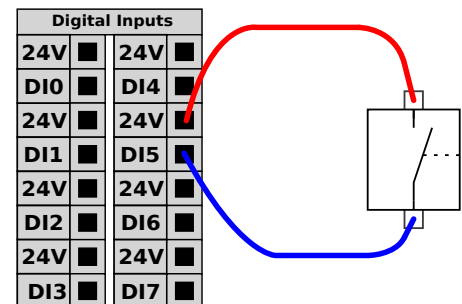 Digital Inputs
24V 24V
DI0 DI4
24V 24V
DI1 DI5
24V 24V
DI2 DI6
24V 24V
DI3 DI7